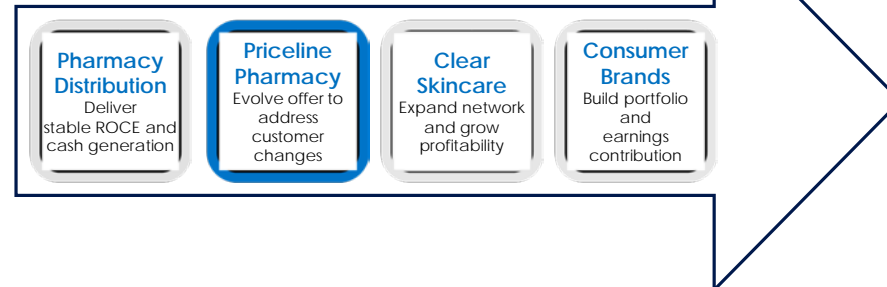 Pharmacy
Distribution
Deliver
stable ROCE and
cash generation
Priceline
Pharmacy
Evolve offer to
address
customer
changes
Clear
Skincare
Expand network
and grow
profitability
Consumer
Brands
Build portfolio
and
earnings
contribution